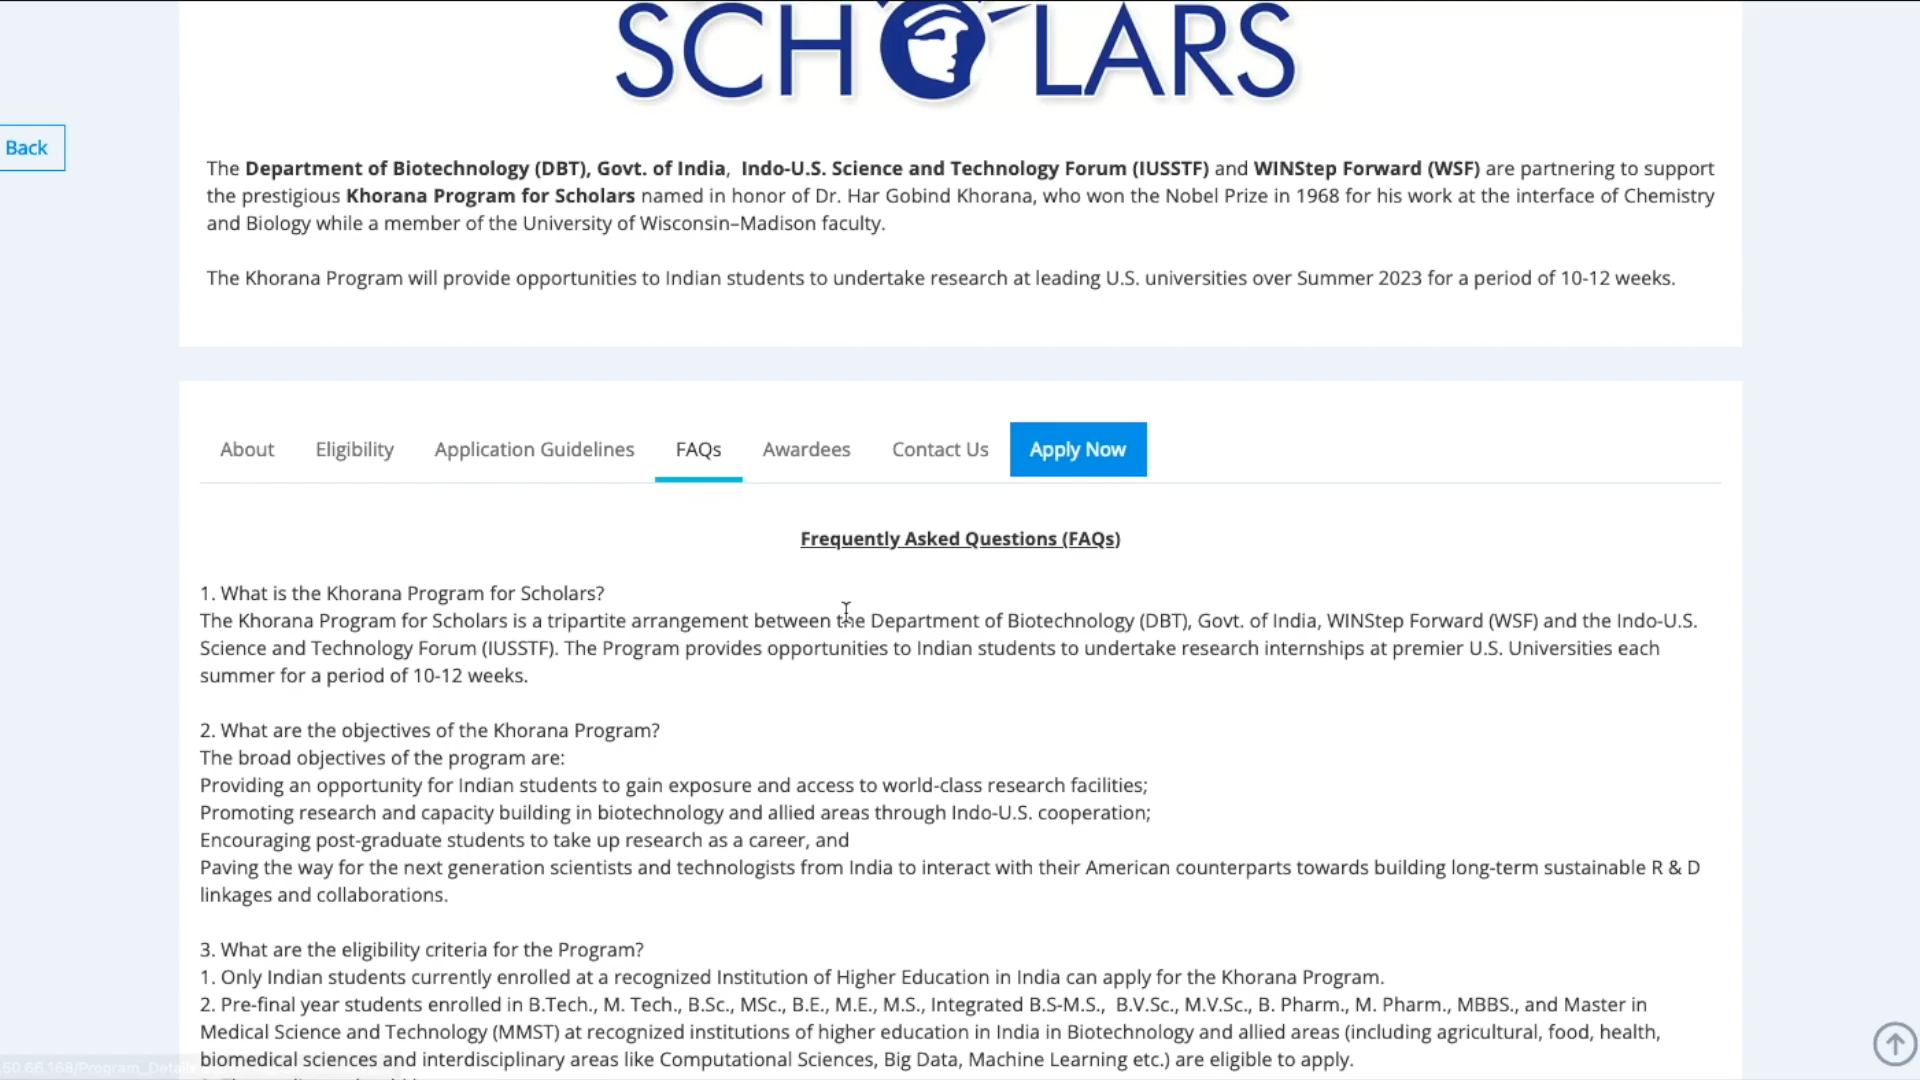 SCHOLARS
Back
The Department of Biotechnology (DBT), Govt. of India, Indo-U.S. Science and Technology Forum (IUSSTF) and WINStep Forward (WSF) are partnering to support
the prestigious Khorana Program for Scholars named in honor of Dr. Har Gobind Khorana, who won the Nobel Prize in 1968 for his work at the interface of Chemistry
and Biology while a member of the University of Wisconsin–Madison faculty.
The Khorana Program will provide opportunities to Indian students to undertake research at leading U.S. universities over Summer 2023 for a period of 10-12 weeks.
About Eligibility Application Guidelines FAQs Awardees Contact Us Apply Now
Frequently Asked Questions (FAQs)
1. What is the Khorana Program for Scholars?
The Khorana Program for Scholars is a tripartite arrangement between the Department of Biotechnology (DBT), Govt. of India, WINStep Forward (WSF) and the Indo-U.S.
Science and Technology Forum (IUSSTF). The Program provides opportunities to Indian students to undertake research internships at premier U.S. Universities each
summer for a period of 10-12 weeks.
2. What are the objectives of the Khorana Program?
The broad objectives of the program are:
Providing an opportunity for Indian students to gain exposure and access to world-class research facilities;
Promoting research and capacity building in biotechnology and allied areas through Indo-U.S. cooperation;
Encouraging post-graduate students to take up research as a career, and
Paving the way for the next generation scientists and technologists from India to interact with their American counterparts towards building long-term sustainable R & D
linkages and collaborations.
3. What are the eligibility criteria for the Program?
1. Only Indian students currently enrolled at a recognized Institution of Higher Education in India can apply for the Khorana Program.
2. Pre-final year students enrolled in B.Tech., M. Tech., B.Sc., MSc., B.E., M.E., M.S., Integrated B.S-M.S., B.V.Sc., M.V.Sc., B. Pharm., M. Pharm., MBBS., and Master in
Medical Science and Technology (MMST) at recognized institutions of higher education in India in Biotechnology and allied areas (including agricultural, food, health,
biomedical sciences and interdisciplinary areas like Computational Sciences, Big Data, Machine Learning etc.) are eligible to apply.